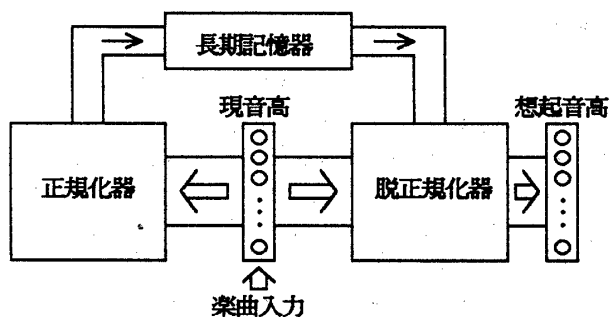 長期記憶器
現音高
想起音高
正規化器
脱正規化器
楽曲入力